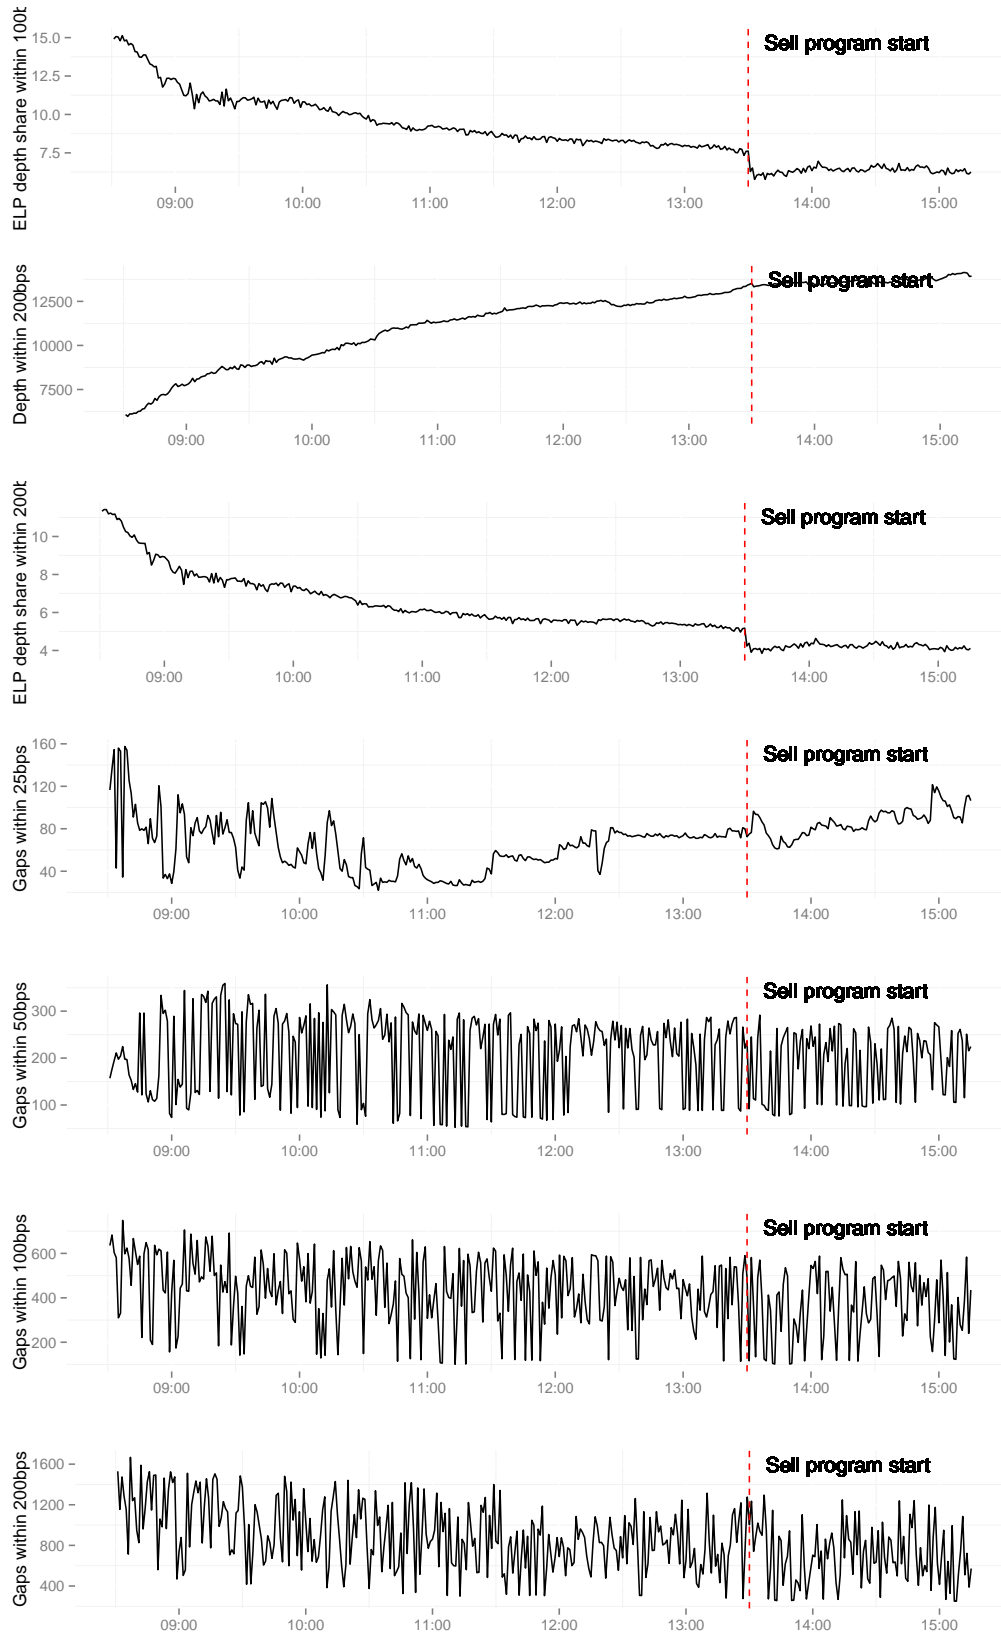 ELP depth share within 100b
15.0
12.5
10.0
7.5
Sell program start
09:00 10:00 11:00 12:00 13:00 14:00 15:00
Depth within 200bps
12500
10000
7500
Sell program start
09:00 10:00 11:00 12:00 13:00 14:00 15:00
ELP depth share within 200b
10
8
6
4
Sell program start
09:00 10:00 11:00 12:00 13:00 14:00 15:00
Gaps within 25bps
160
120
80
40
Sell program start
09:00 10:00 11:00 12:00 13:00 14:00 15:00
Gaps within 50bps
300
200
100
Sell program start
09:00 10:00 11:00 12:00 13:00 14:00 15:00
Gaps within 100bps
600
400
200
Sell program start
09:00 10:00 11:00 12:00 13:00 14:00 15:00
Gaps within 200bps
1600
1200
800
400
Sell program start
09:00 10:00 11:00 12:00 13:00 14:00 15:00